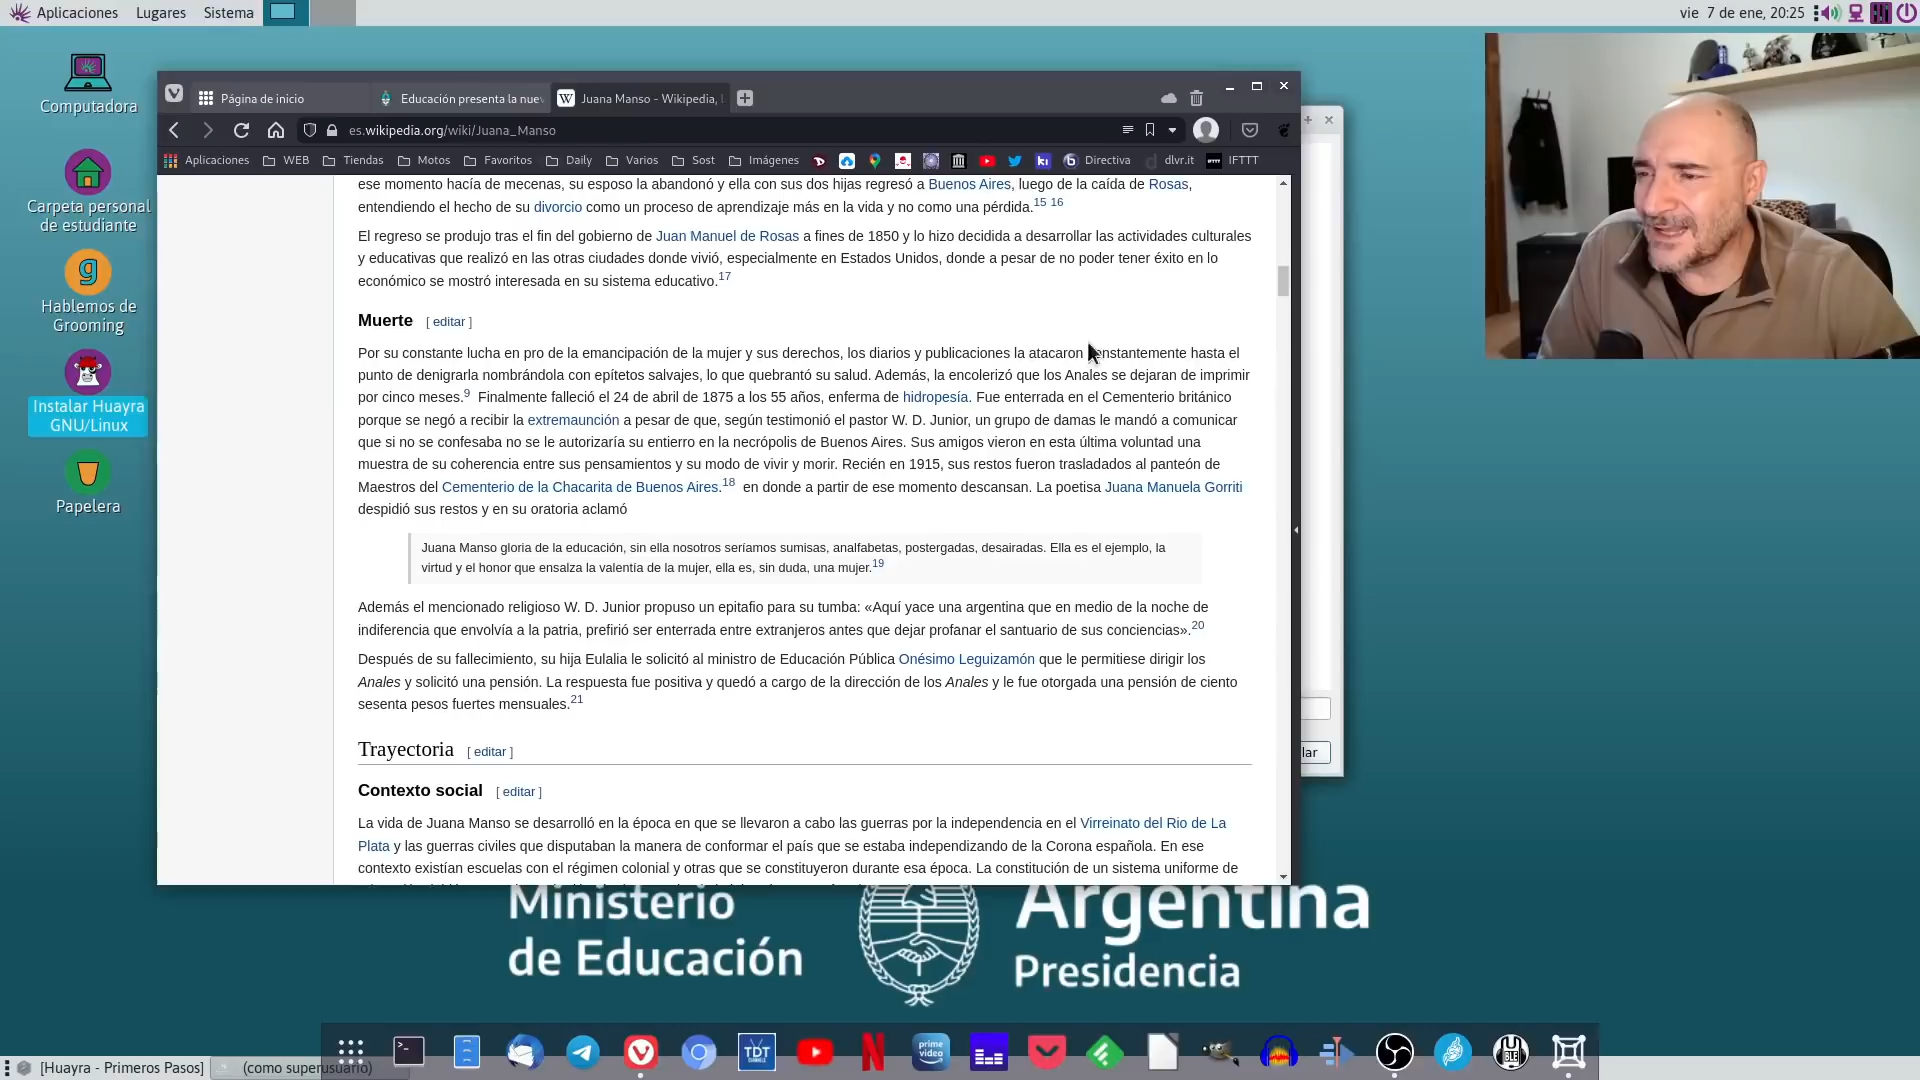 Aplicaciones Lugares Sistema
vie 7 de ene, 20:25
Computadora
Carpeta personal
de estudiante
Hablemos de
Grooming
Instalar Huayra
GNU/Linux
Papelera
Página de inicio
Educación presenta la nuev
Juana Manso - Wikipedia, l
es.wikipedia.org/wiki/Juana_Manso
Aplicaciones WEB Tiendas Motos Favoritos Daily Varios Sost Imágenes ki Directiva dlvr.it IFTTT
ese momento hacía de mecenas, su esposo la abandonó y ella con sus dos hijas regresó a Buenos Aires, luego de la caída de Rosas,
entendiendo el hecho de su divorcio como un proceso de aprendizaje más en la vida y no como una pérdida.15 16
El regreso se produjo tras el fin del gobierno de Juan Manuel de Rosas a fines de 1850 y lo hizo decidida a desarrollar las actividades culturales
y educativas que realizó en las otras ciudades donde vivió, especialmente en Estados Unidos, donde a pesar de no poder tener éxito en lo
económico se mostró interesada en su sistema educativo.17
Muerte [ editar ]
Por su constante lucha en pro de la emancipación de la mujer y sus derechos, los diarios y publicaciones la atacaron constantemente hasta el
punto de denigrarla nombrándola con epítetos salvajes, lo que quebrantó su salud. Además, la encolerizó que los Anales se dejaran de imprimir
por cinco meses.9 Finalmente falleció el 24 de abril de 1875 a los 55 años, enferma de hidropesía. Fue enterrada en el Cementerio británico
porque se negó a recibir la extremaunción a pesar de que, según testimonió el pastor W. D. Junior, un grupo de damas le mandó a comunicar
que si no se confesaba no se le autorizaría su entierro en la necrópolis de Buenos Aires. Sus amigos vieron en esta última voluntad una
muestra de su coherencia entre sus pensamientos y su modo de vivir y morir. Recién en 1915, sus restos fueron trasladados al panteón de
Maestros del Cementerio de la Chacarita de Buenos Aires.18 en donde a partir de ese momento descansan. La poetisa Juana Manuela Gorriti
despidió sus restos y en su oratoria aclamó
Juana Manso gloria de la educación, sin ella nosotros seríamos sumisas, analfabetas, postergadas, desairadas. Ella es el ejemplo, la
virtud y el honor que ensalza la valentía de la mujer, ella es, sin duda, una mujer.19
Además el mencionado religioso W. D. Junior propuso un epitafio para su tumba: «Aquí yace una argentina que en medio de la noche de
indiferencia que envolvía a la patria, prefirió ser enterrada entre extranjeros antes que dejar profanar el santuario de sus conciencias».20
Después de su fallecimiento, su hija Eulalia le solicitó al ministro de Educación Pública Onésimo Leguizamón que le permitiese dirigir los
Anales y solicitó una pensión. La respuesta fue positiva y quedó a cargo de la dirección de los Anales y le fue otorgada una pensión de ciento
sesenta pesos fuertes mensuales.21
Trayectoria [ editar ]
Contexto social [ editar ]
La vida de Juana Manso se desarrolló en la época en que se llevaron a cabo las guerras por la independencia en el Virreinato del Rio de La
Plata y las guerras civiles que disputaban la manera de conformar el país que se estaba independizando de la Corona española. En ese
contexto existían escuelas con el régimen colonial y otras que se constituyeron durante esa época. La constitución de un sistema uniforme de
lar
Ministerio
de Educación
Argentina
Presidencia
TDT
CHANNELS
prime video
[Huayra - Primeros Pasos]
(como superusuario)